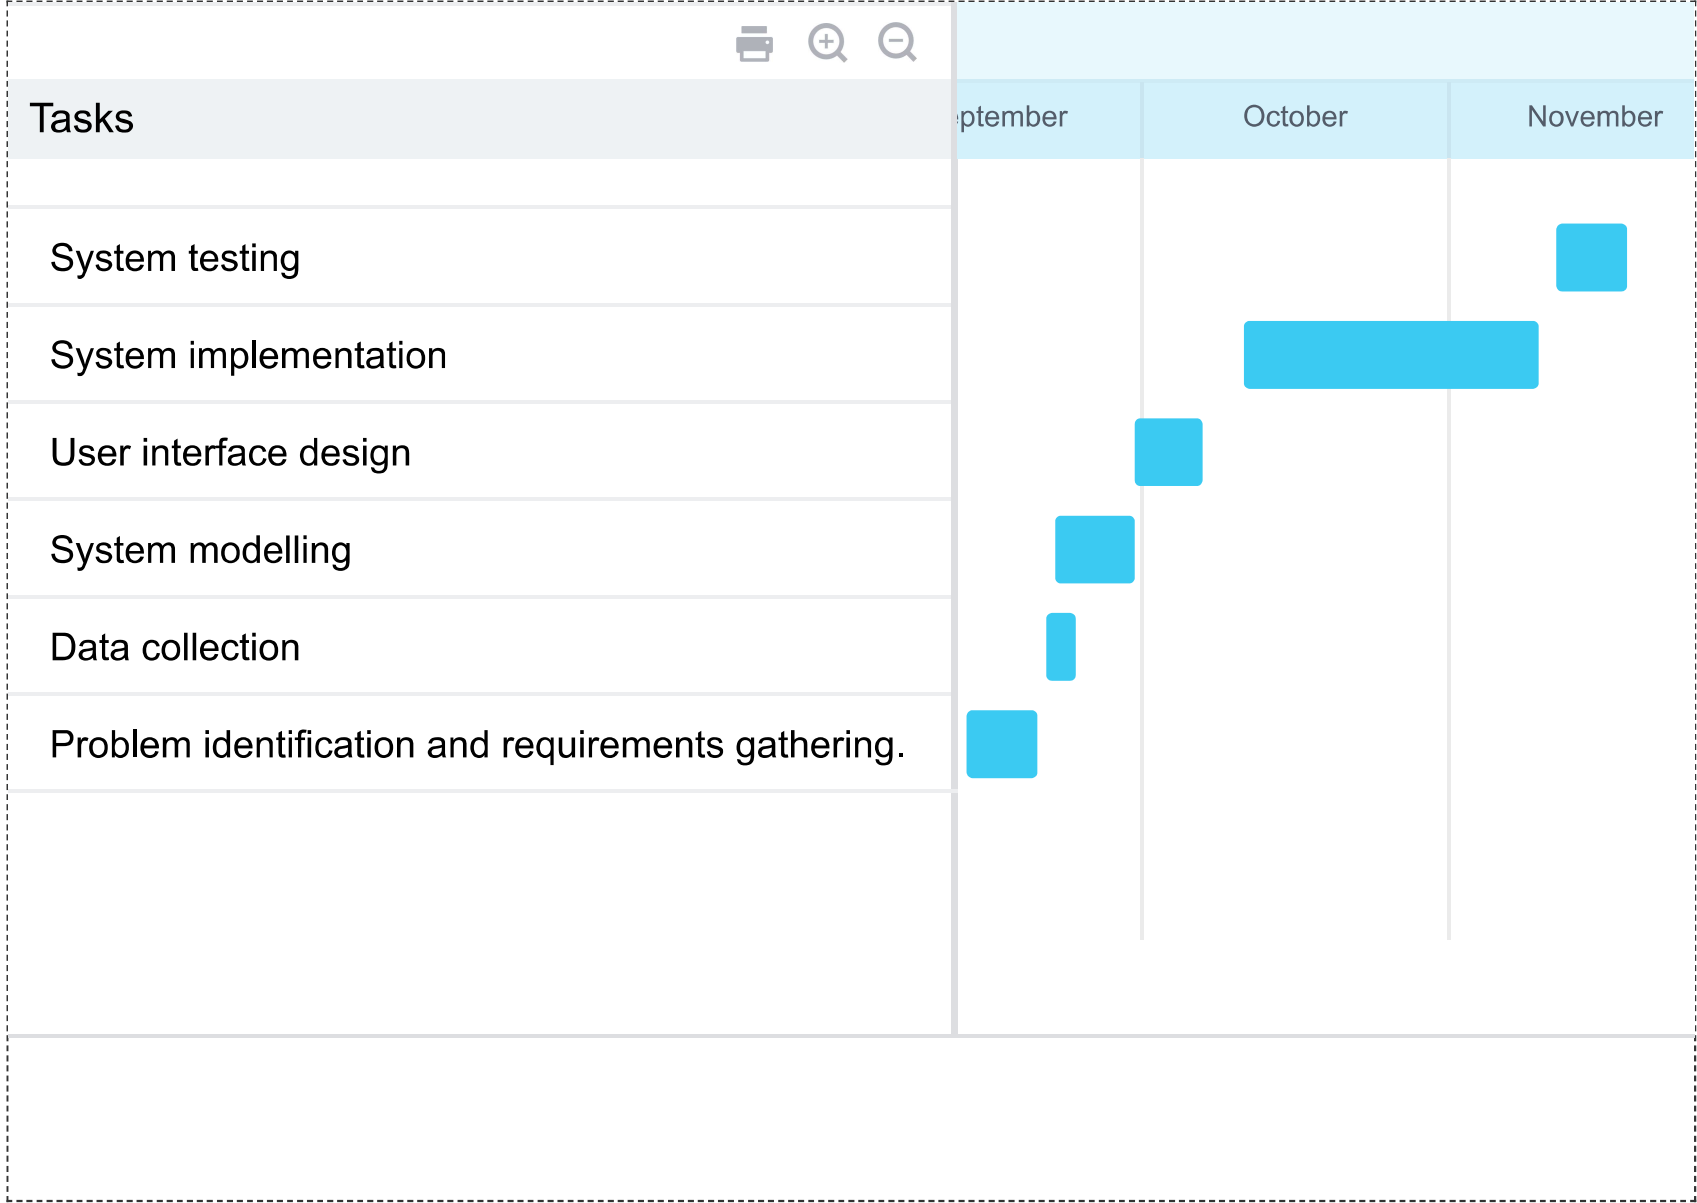 Tasks
eptember
October
November
System testing
System implementation
User interface design
System modelling
Data collection
Problem identification and requirements gathering.